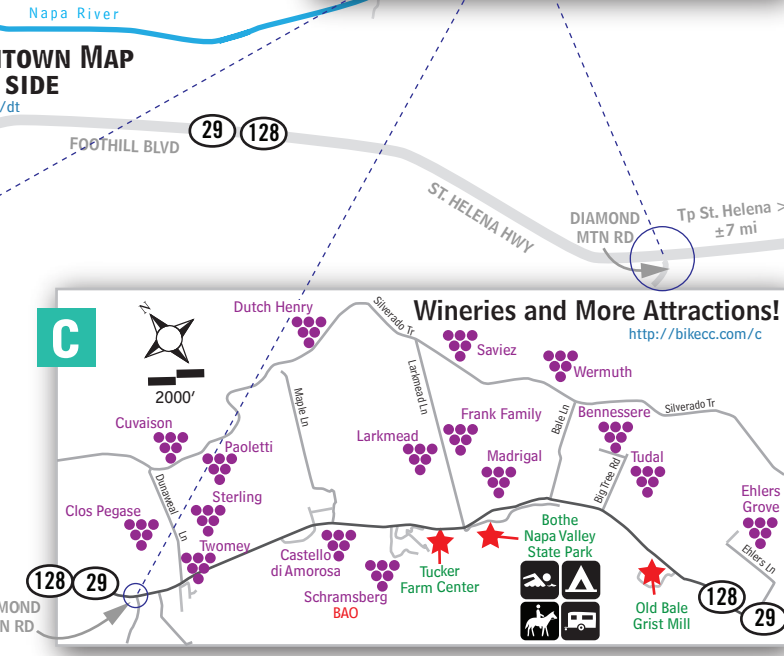 Napa River
NTOWN MAP
SIDE
/dt
FOOTHILL BLVD
29
128
ST. HELENA HWY
DIAMOND
MTN RD
Tp St. Helena >
±7 mi
C
Wineries and More Attractions!
http://bikecc.com/c
N
2000'
Dutch Henry
Silverado Tr
Saviez
Wermuth
Maple Ln
Larkmead Ln
Cuvaison
Paoletti
Larkmead
Frank Family
Madrigal
Bale Ln
Bennessere
Silverado Tr
Tudal
Big Tree Rd
Clos Pegase
Dunaweal Ln
Sterling
Twomey
Castello
di Amorosa
Schramsberg
BAO
Tucker
Farm Center
Bothe
Napa Valley
State Park
Ehlers
Grove
Ehlers Ln
Old Bale
Grist Mill
128
29
128
29
MOND
N RD